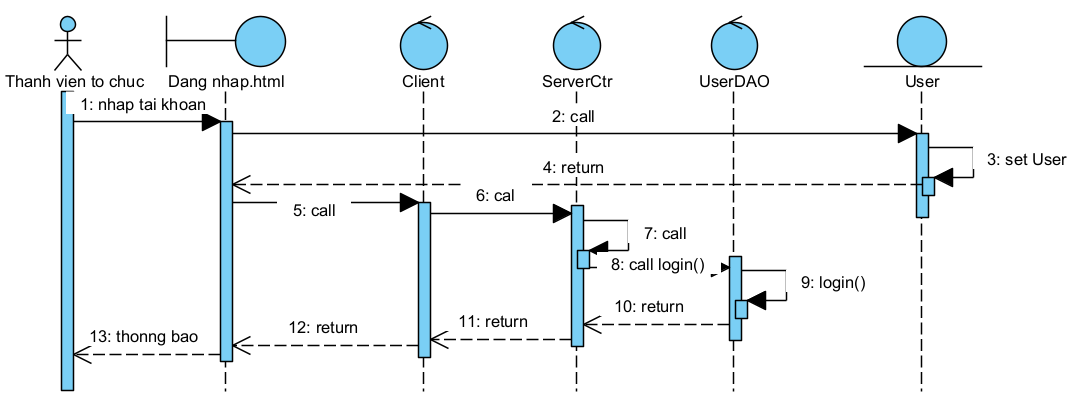 Thanh vien to chuc
Dang nhap.html
Client
ServerCtr
UserDAO
User
1: nhap tai khoan
2: call
3: set User
4: return
5: call
6: cal
7: call
8: call login()
9: login()
10: return
11: return
12: return
13: thonng bao